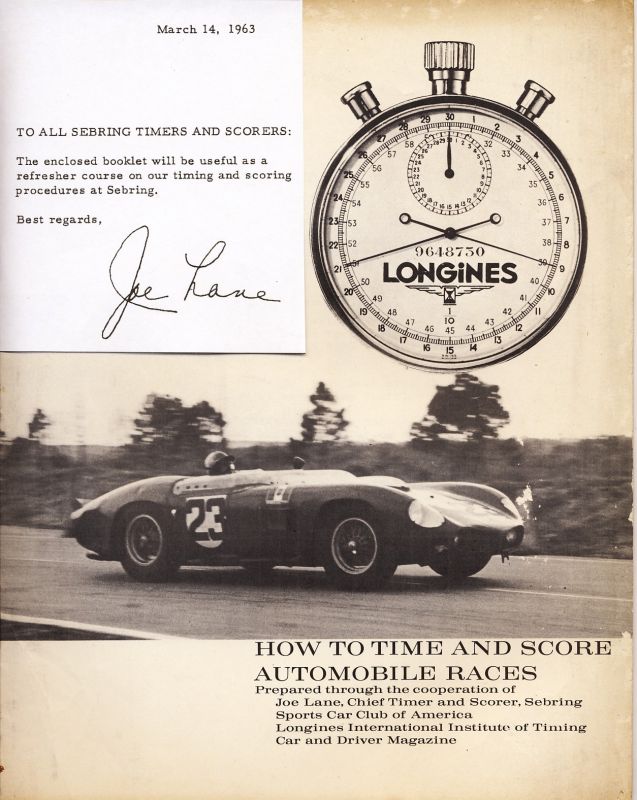 March 14, 1963
TO ALL SEBRING TIMERS AND SCORERS:
The enclosed booklet will be useful as a
refresher course on our timing and scoring
procedures at Sebring.
Best regards,
Joe Lane
9648750
LONGINES
1
10
23
HOW TO TIME AND SCORE
AUTOMOBILE RACES
Prepared through the cooperation of
Joe Lane, Chief Timer and Scorer, Sebring
Sports Car Club of America
Longines International Institute of Timing
Car and Driver Magazine